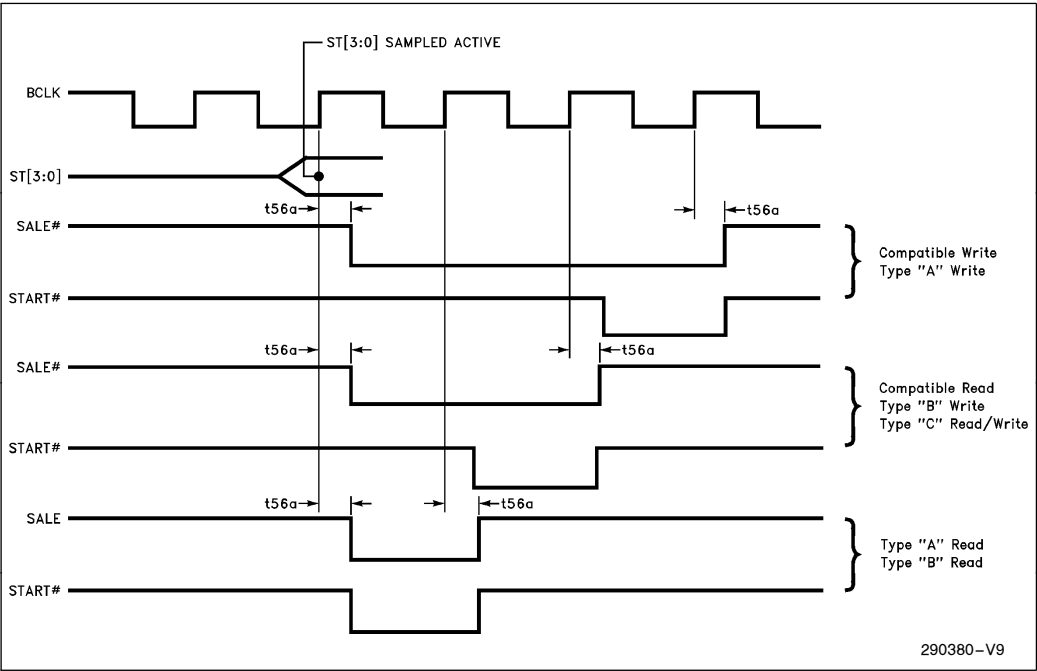 ST[3:0] SAMPLED ACTIVE
BCLK
ST[3:0]
t56a
t56a
SALE#
Compatible Write
Type "A" Write
START#
t56a
t56a
SALE#
Compatible Read
Type "B" Write
Type "C" Read/Write
START#
t56a
t56a
SALE
Type "A" Read
Type "B" Read
START#
290380-V9